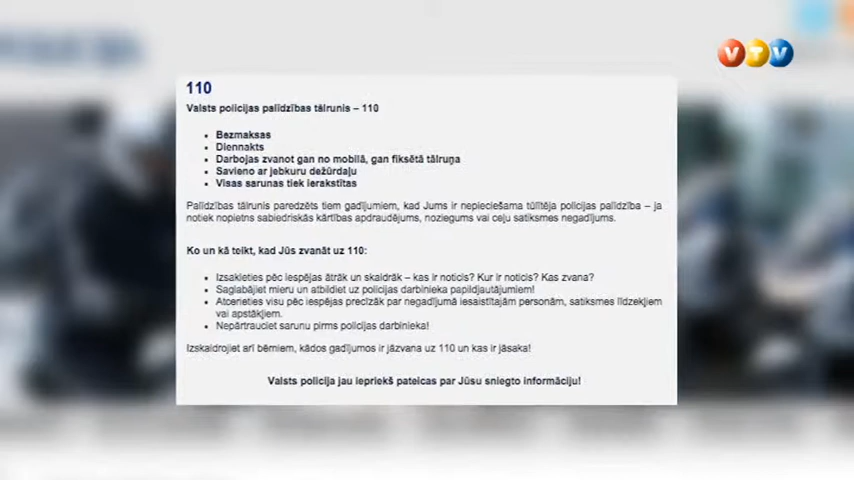 VTV
110
Valsts policijas palīdzības tālrunis – 110
Bezmaksas
Diennakts
Darbojas zvanot gan no mobilā, gan fiksētā tālruņa
Savieno ar jebkuru dežūrdaļu
Visas sarunas tiek ierakstītas
Palīdzības tālrunis paredzēts tiem gadījumiem, kad Jums ir nepieciešama tūlītēja policijas palīdzība – ja
notiek nopietns sabiedriskās kārtības apdraudējums, noziegums vai ceļu satiksmes negadījums.
Ko un kā teikt, kad Jūs zvanāt uz 110:
Izsakieties pēc iespējas ātrāk un skaidrāk – kas ir noticis? Kur ir noticis? Kas zvana?
Saglabājiet mieru un atbildiet uz policijas darbinieka papildjautājumiem!
Atcerieties visu pēc iespējas precīzāk par negadījumā iesaistītajām personām, satiksmes līdzekļiem
vai apstākļiem.
Nepārtrauciet sarunu pirms policijas darbinieka!
Izskaidrojiet arī bērniem, kādos gadījumos ir jāzvana uz 110 un kas ir jāsaka!
Valsts policija jau iepriekš pateicas par Jūsu sniegto informāciju!